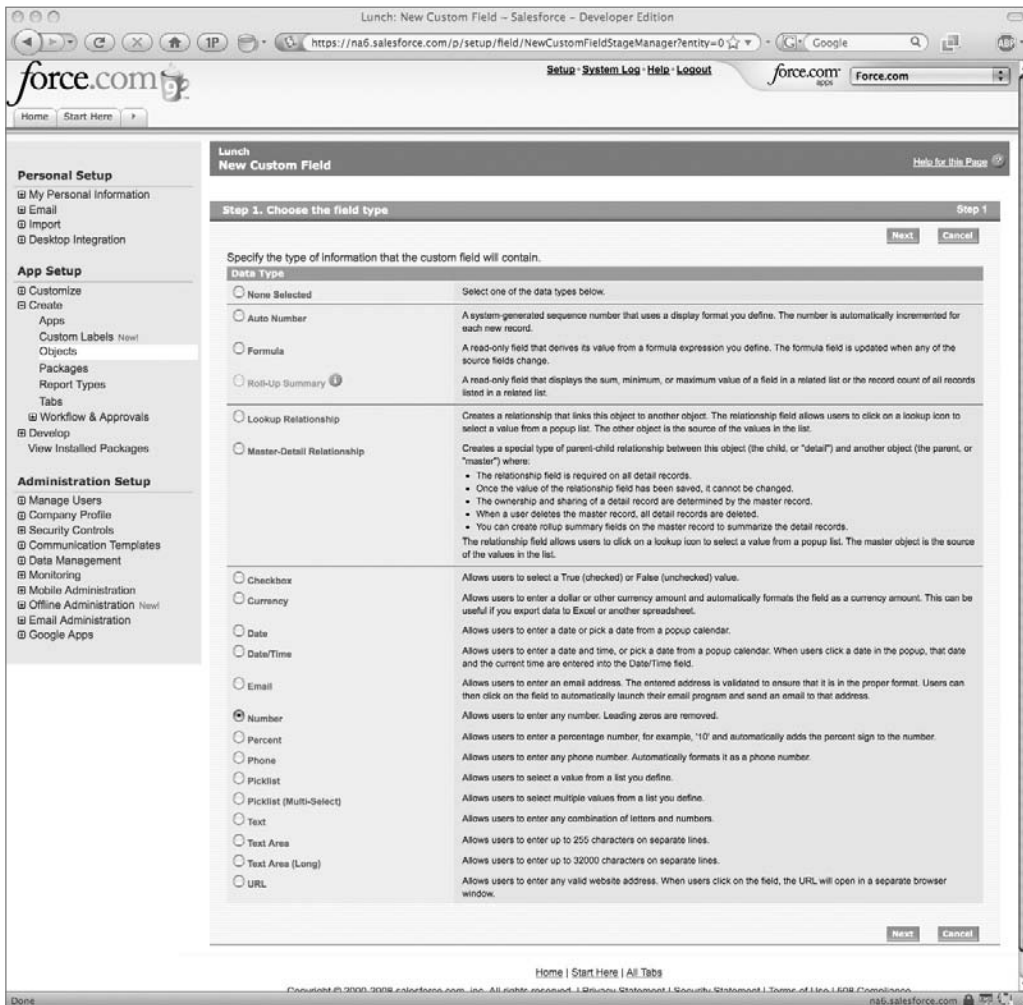 Lunch: New Custom Field – Salesforce – Developer Edition
1P
https://na6.salesforce.com/p/setup/field/NewCustomFieldStageManager?entity=0
Google
force.com
Setup · System Log · Help · Logout
force.com apps
Force.com
Home
Start Here
Lunch
New Custom Field
Help for this Page
Personal Setup
My Personal Information
Email
Import
Desktop Integration
App Setup
Customize
Create
Apps
Custom Labels New!
Objects
Packages
Report Types
Tabs
Workflow & Approvals
Develop
View Installed Packages
Administration Setup
Manage Users
Company Profile
Security Controls
Communication Templates
Data Management
Monitoring
Mobile Administration
Offline Administration New!
Email Administration
Google Apps
Step 1. Choose the field type
Step 1
Next
Cancel
Specify the type of information that the custom field will contain.
Data Type
None Selected
Select one of the data types below.
Auto Number
A system-generated sequence number that uses a display format you define. The number is automatically incremented for
each new record.
Formula
A read-only field that derives its value from a formula expression you define. The formula field is updated when any of the
source fields change.
Roll-Up Summary
A read-only field that displays the sum, minimum, or maximum value of a field in a related list or the record count of all records
listed in a related list.
Lookup Relationship
Creates a relationship that links this object to another object. The relationship field allows users to click on a lookup icon to
select a value from a popup list. The other object is the source of the values in the list.
Master-Detail Relationship
Creates a special type of parent-child relationship between this object (the child, or "detail") and another object (the parent, or
"master") where:
• The relationship field is required on all detail records.
• Once the value of the relationship field has been saved, it cannot be changed.
• The ownership and sharing of a detail record are determined by the master record.
• When a user deletes the master record, all detail records are deleted.
• You can create rollup summary fields on the master record to summarize the detail records.
The relationship field allows users to click on a lookup icon to select a value from a popup list. The master object is the source
of the values in the list.
Checkbox
Allows users to select a True (checked) or False (unchecked) value.
Currency
Allows users to enter a dollar or other currency amount and automatically formats the field as a currency amount. This can be
useful if you export data to Excel or another spreadsheet.
Date
Allows users to enter a date or pick a date from a popup calendar.
Date/Time
Allows users to enter a date and time, or pick a date from a popup calendar. When users click a date in the popup, that date
and the current time are entered into the Date/Time field.
Email
Allows users to enter an email address. The entered address is validated to ensure that it is in the proper format. Users can
then click on the field to automatically launch their email program and send an email to that address.
Number
Allows users to enter any number. Leading zeros are removed.
Percent
Allows users to enter a percentage number, for example, '10' and automatically adds the percent sign to the number.
Phone
Allows users to enter any phone number. Automatically formats it as a phone number.
Picklist
Allows users to select a value from a list you define.
Picklist (Multi-Select)
Allows users to select multiple values from a list you define.
Text
Allows users to enter any combination of letters and numbers.
Text Area
Allows users to enter up to 255 characters on separate lines.
Text Area (Long)
Allows users to enter up to 32000 characters on separate lines.
URL
Allows users to enter any valid website address. When users click on the field, the URL will open in a separate browser
window.
Next
Cancel
Home | Start Here | All Tabs
Copyright © 2000-2008 salesforce.com, inc. All rights reserved. | Privacy Statement | Security Statement | Terms of Use | 508 Compliance
Done
na6.salesforce.com